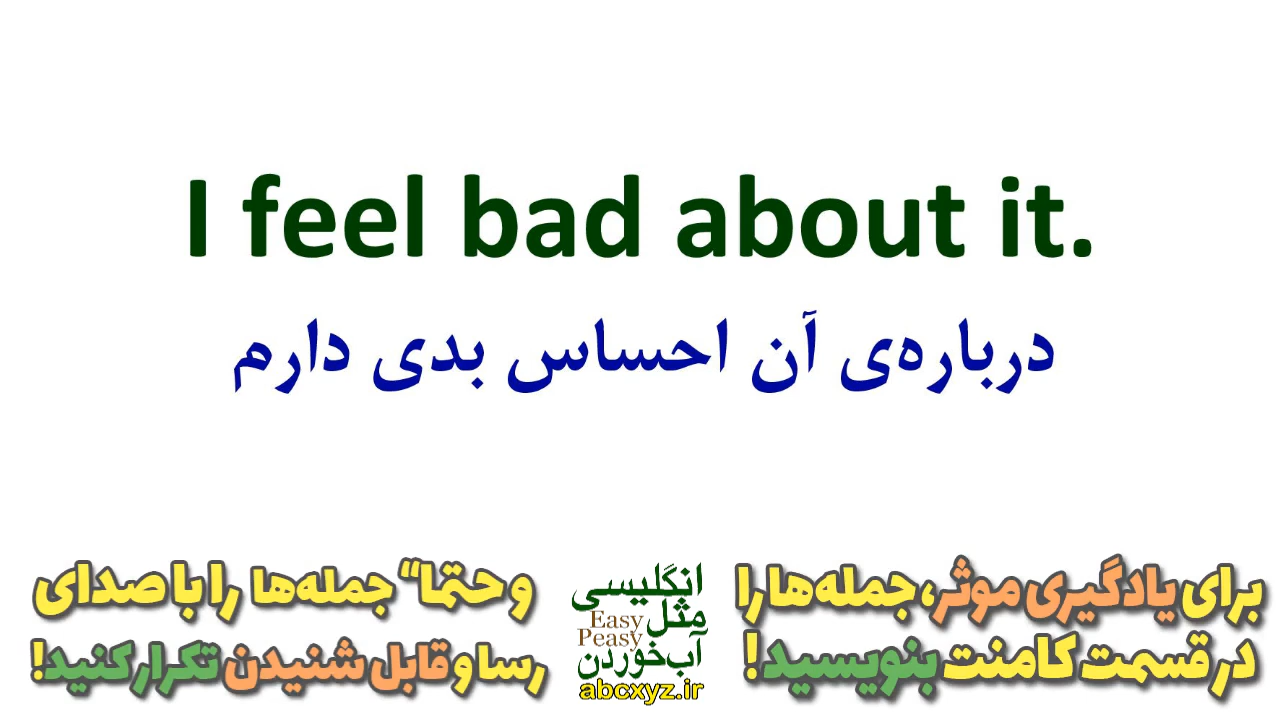 I feel bad about it.
درباره‌ی آن احساس بدی دارم
برای یادگیری موثر، جمله‌ها را
در قسمت کامنت بنویسید!
انگلیسی
مثل
Easy
Peasy
آب‌خوردن
abcxyz.ir
و حتما“ جمله‌ها را با صدای
رسا و قابل شنیدن تکرار کنید!